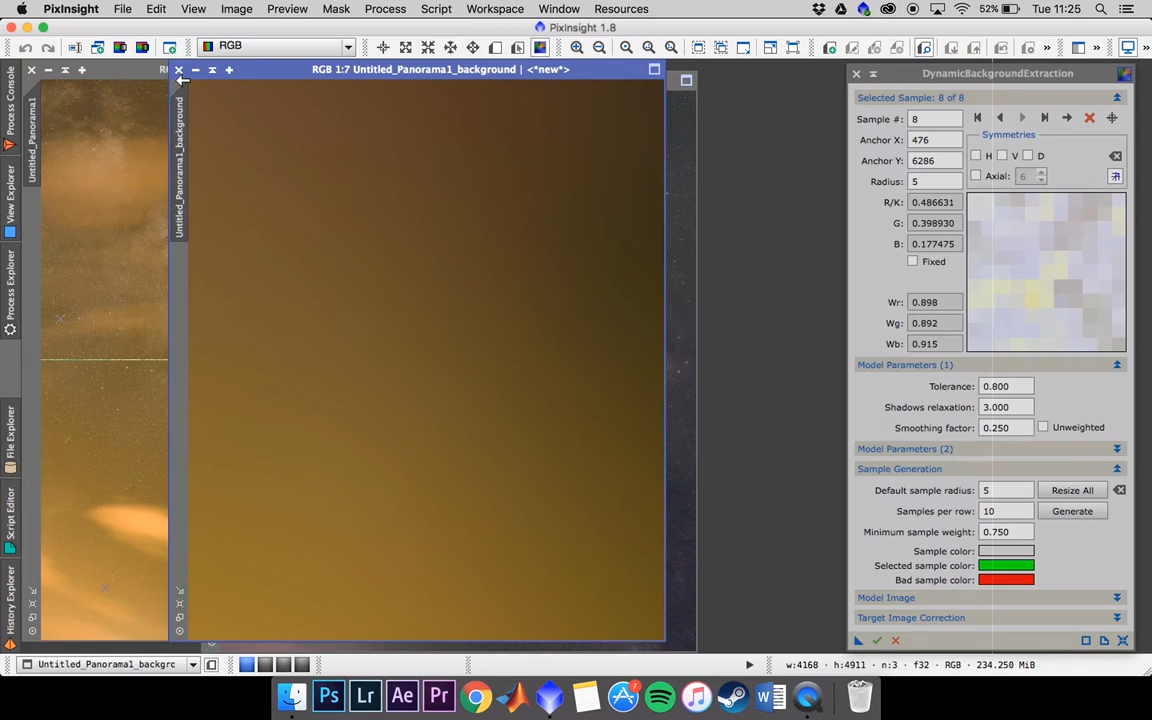 PixInsight File Edit View Image Preview Mask Process Script Workspace Window Resources 52% Tue 11:25
PixInsight 1.8
RGB
RGB 1:7 Untitled_Panorama1_background | <*new*>
Process Console
View Explorer
Process Explorer
File Explorer
Script Editor
History Explorer
Untitled_Panorama1
Untitled_Panorama1_background
DynamicBackgroundExtraction
Selected Sample: 8 of 8
Sample #: 8
Symmetries
Anchor X: 476
H V D
Anchor Y: 6286
Axial: 6
Radius: 5
R/K: 0.486631
G: 0.398930
B: 0.177475
Fixed
Wr: 0.898
Wg: 0.892
Wb: 0.915
Model Parameters (1)
Tolerance: 0.800
Shadows relaxation: 3.000
Smoothing factor: 0.250 Unweighted
Model Parameters (2)
Sample Generation
Default sample radius: 5 Resize All
Samples per row: 10 Generate
Minimum sample weight: 0.750
Sample color:
Selected sample color:
Bad sample color:
Model Image
Target Image Correction
Untitled_Panorama1_backgrc
w:4168 · h:4911 · n:3 · f32 · RGB · 234.250 MiB
Ps Lr Ae Pr 7 W